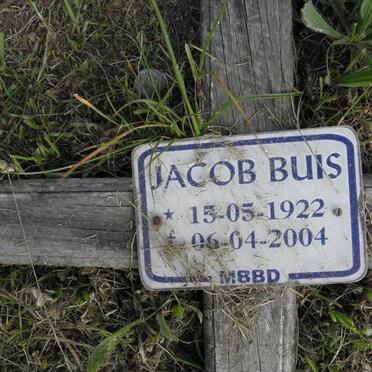 JACOB BUIS
★ 15-05-1922
† 06-04-2004
MBBD